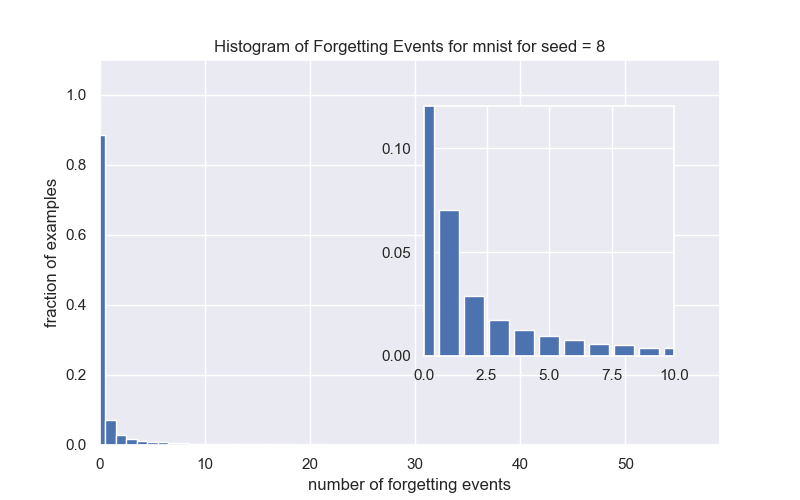 Histogram of Forgetting Events for mnist for seed = 8
fraction of examples
1.0
0.8
0.6
0.4
0.2
0.0
0 10 20 30 40 50
number of forgetting events
0.10
0.05
0.00
0.0 2.5 5.0 7.5 10.0